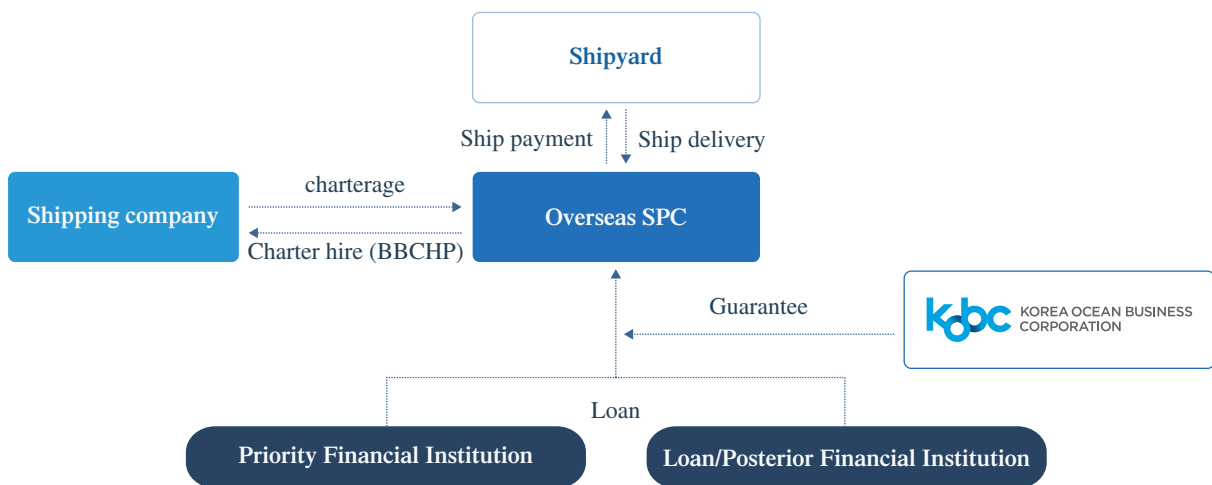 Shipyard
Ship payment
Ship delivery
Shipping company
charterage
Charter hire (BBCHP)
Overseas SPC
Guarantee
kobc KOREA OCEAN BUSINESS
CORPORATION
Loan
Priority Financial Institution
Loan/Posterior Financial Institution